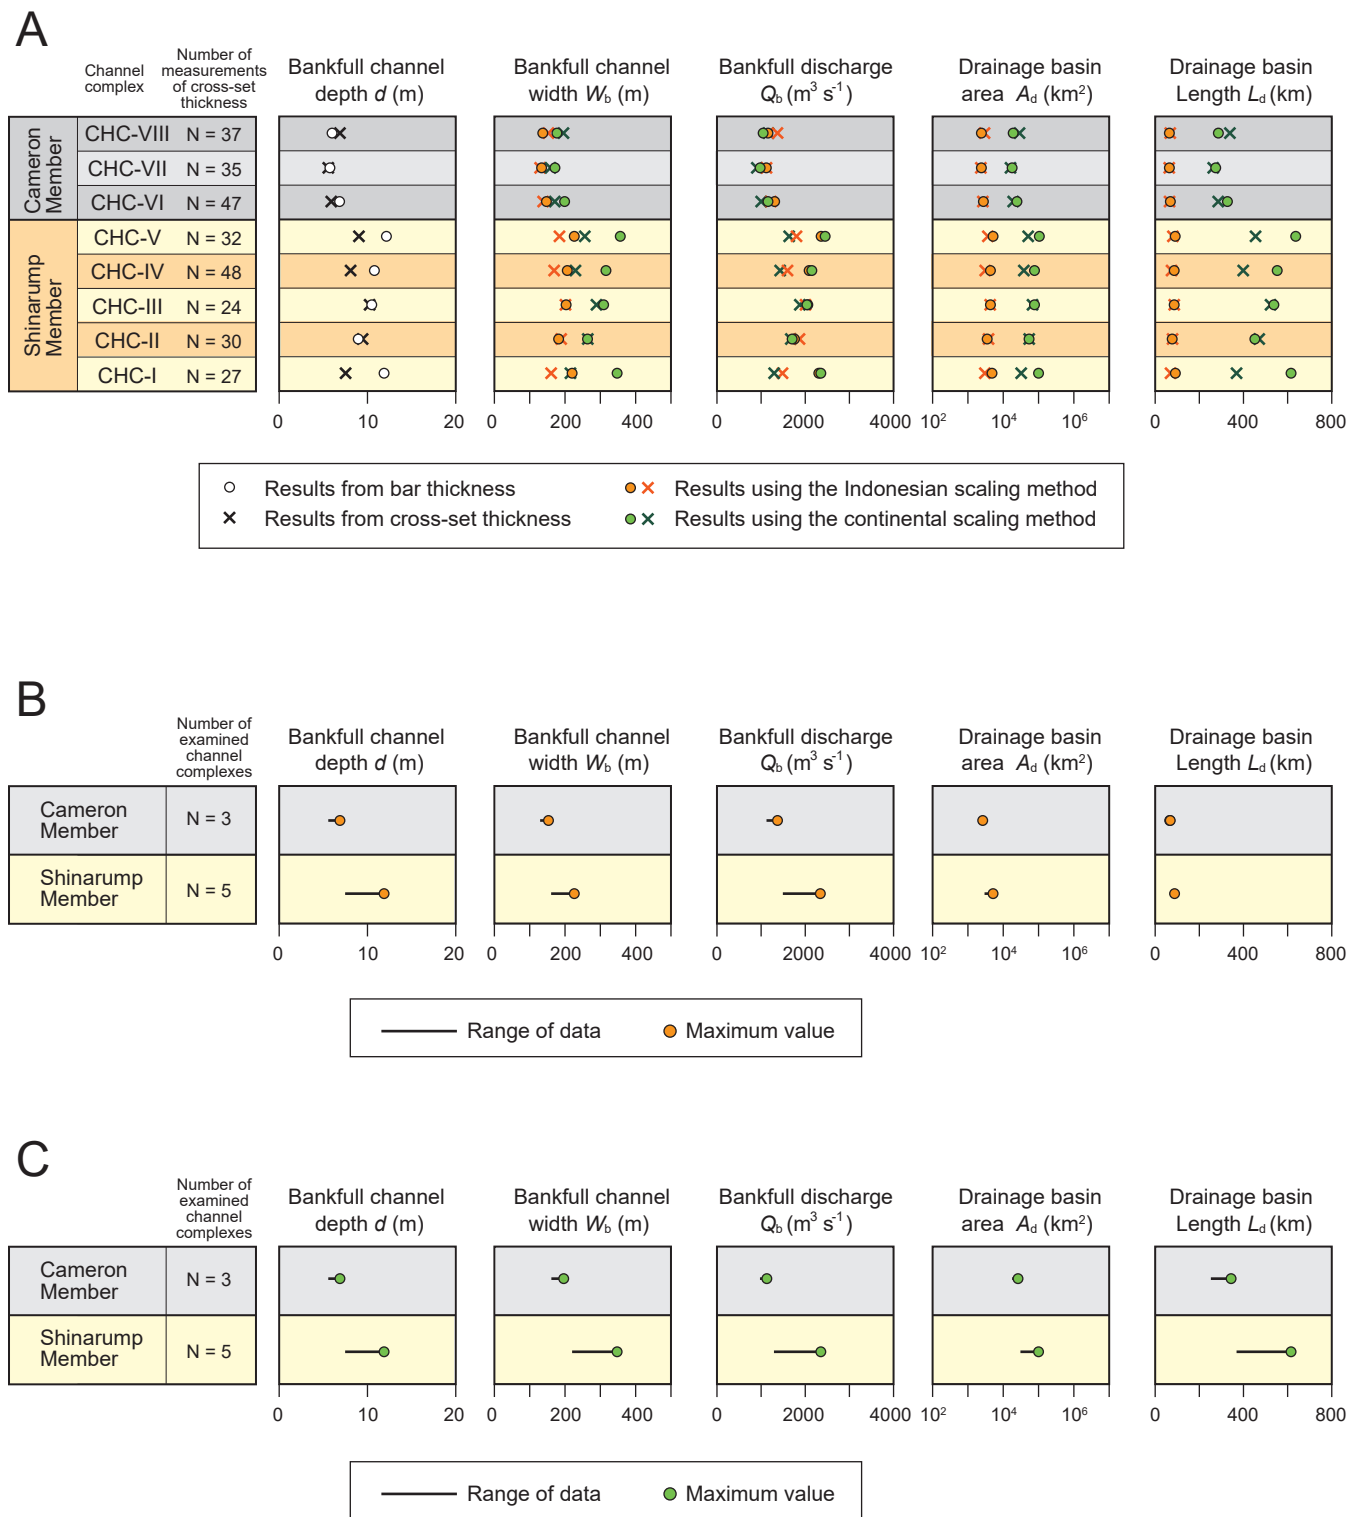 A
Channel
complex
Number of
measurements
of cross-set
thickness
Bankfull channel
depth d (m)
Bankfull channel
width Wb (m)
Bankfull discharge
Qb (m³ s⁻¹)
Drainage basin
area Ad (km²)
Drainage basin
Length Ld (km)
Cameron
Member
CHC-VIII N = 37
CHC-VII N = 35
CHC-VI N = 47
Shinarump
Member
CHC-V N = 32
CHC-IV N = 48
CHC-III N = 24
CHC-II N = 30
CHC-I N = 27
0 10 20 0 200 400 0 2000 4000 10² 10⁴ 10⁶ 0 400 800
Results from bar thickness
Results from cross-set thickness
Results using the Indonesian scaling method
Results using the continental scaling method
B
Number of
examined
channel
complexes
Bankfull channel
depth d (m)
Bankfull channel
width Wb (m)
Bankfull discharge
Qb (m³ s⁻¹)
Drainage basin
area Ad (km²)
Drainage basin
Length Ld (km)
Cameron
Member
N = 3
Shinarump
Member
N = 5
0 10 20 0 200 400 0 2000 4000 10² 10⁴ 10⁶ 0 400 800
Range of data Maximum value
C
Number of
examined
channel
complexes
Bankfull channel
depth d (m)
Bankfull channel
width Wb (m)
Bankfull discharge
Qb (m³ s⁻¹)
Drainage basin
area Ad (km²)
Drainage basin
Length Ld (km)
Cameron
Member
N = 3
Shinarump
Member
N = 5
0 10 20 0 200 400 0 2000 4000 10² 10⁴ 10⁶ 0 400 800
Range of data Maximum value